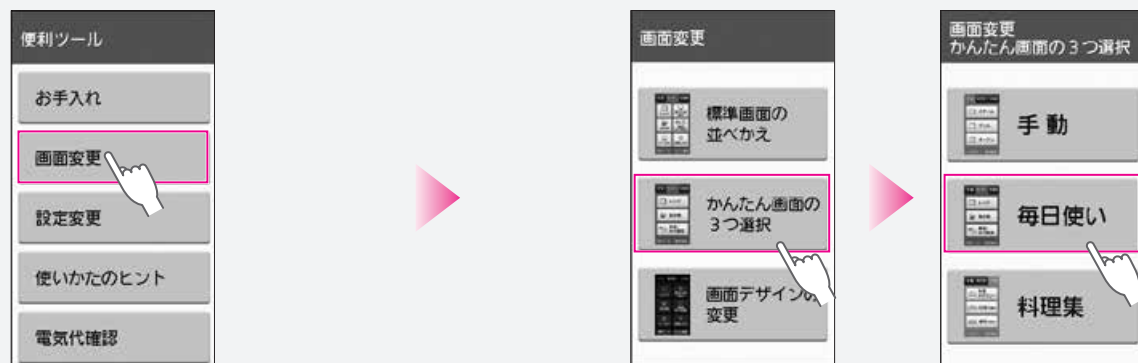 便利ツール
お手入れ
画面変更
設定変更
使いかたのヒント
電気代確認
画面変更
標準画面の
並べかえ
かんたん画面の
3つ選択
画面デザインの
変更
画面変更
かんたん画面の3つ選択
手動
毎日使い
料理集